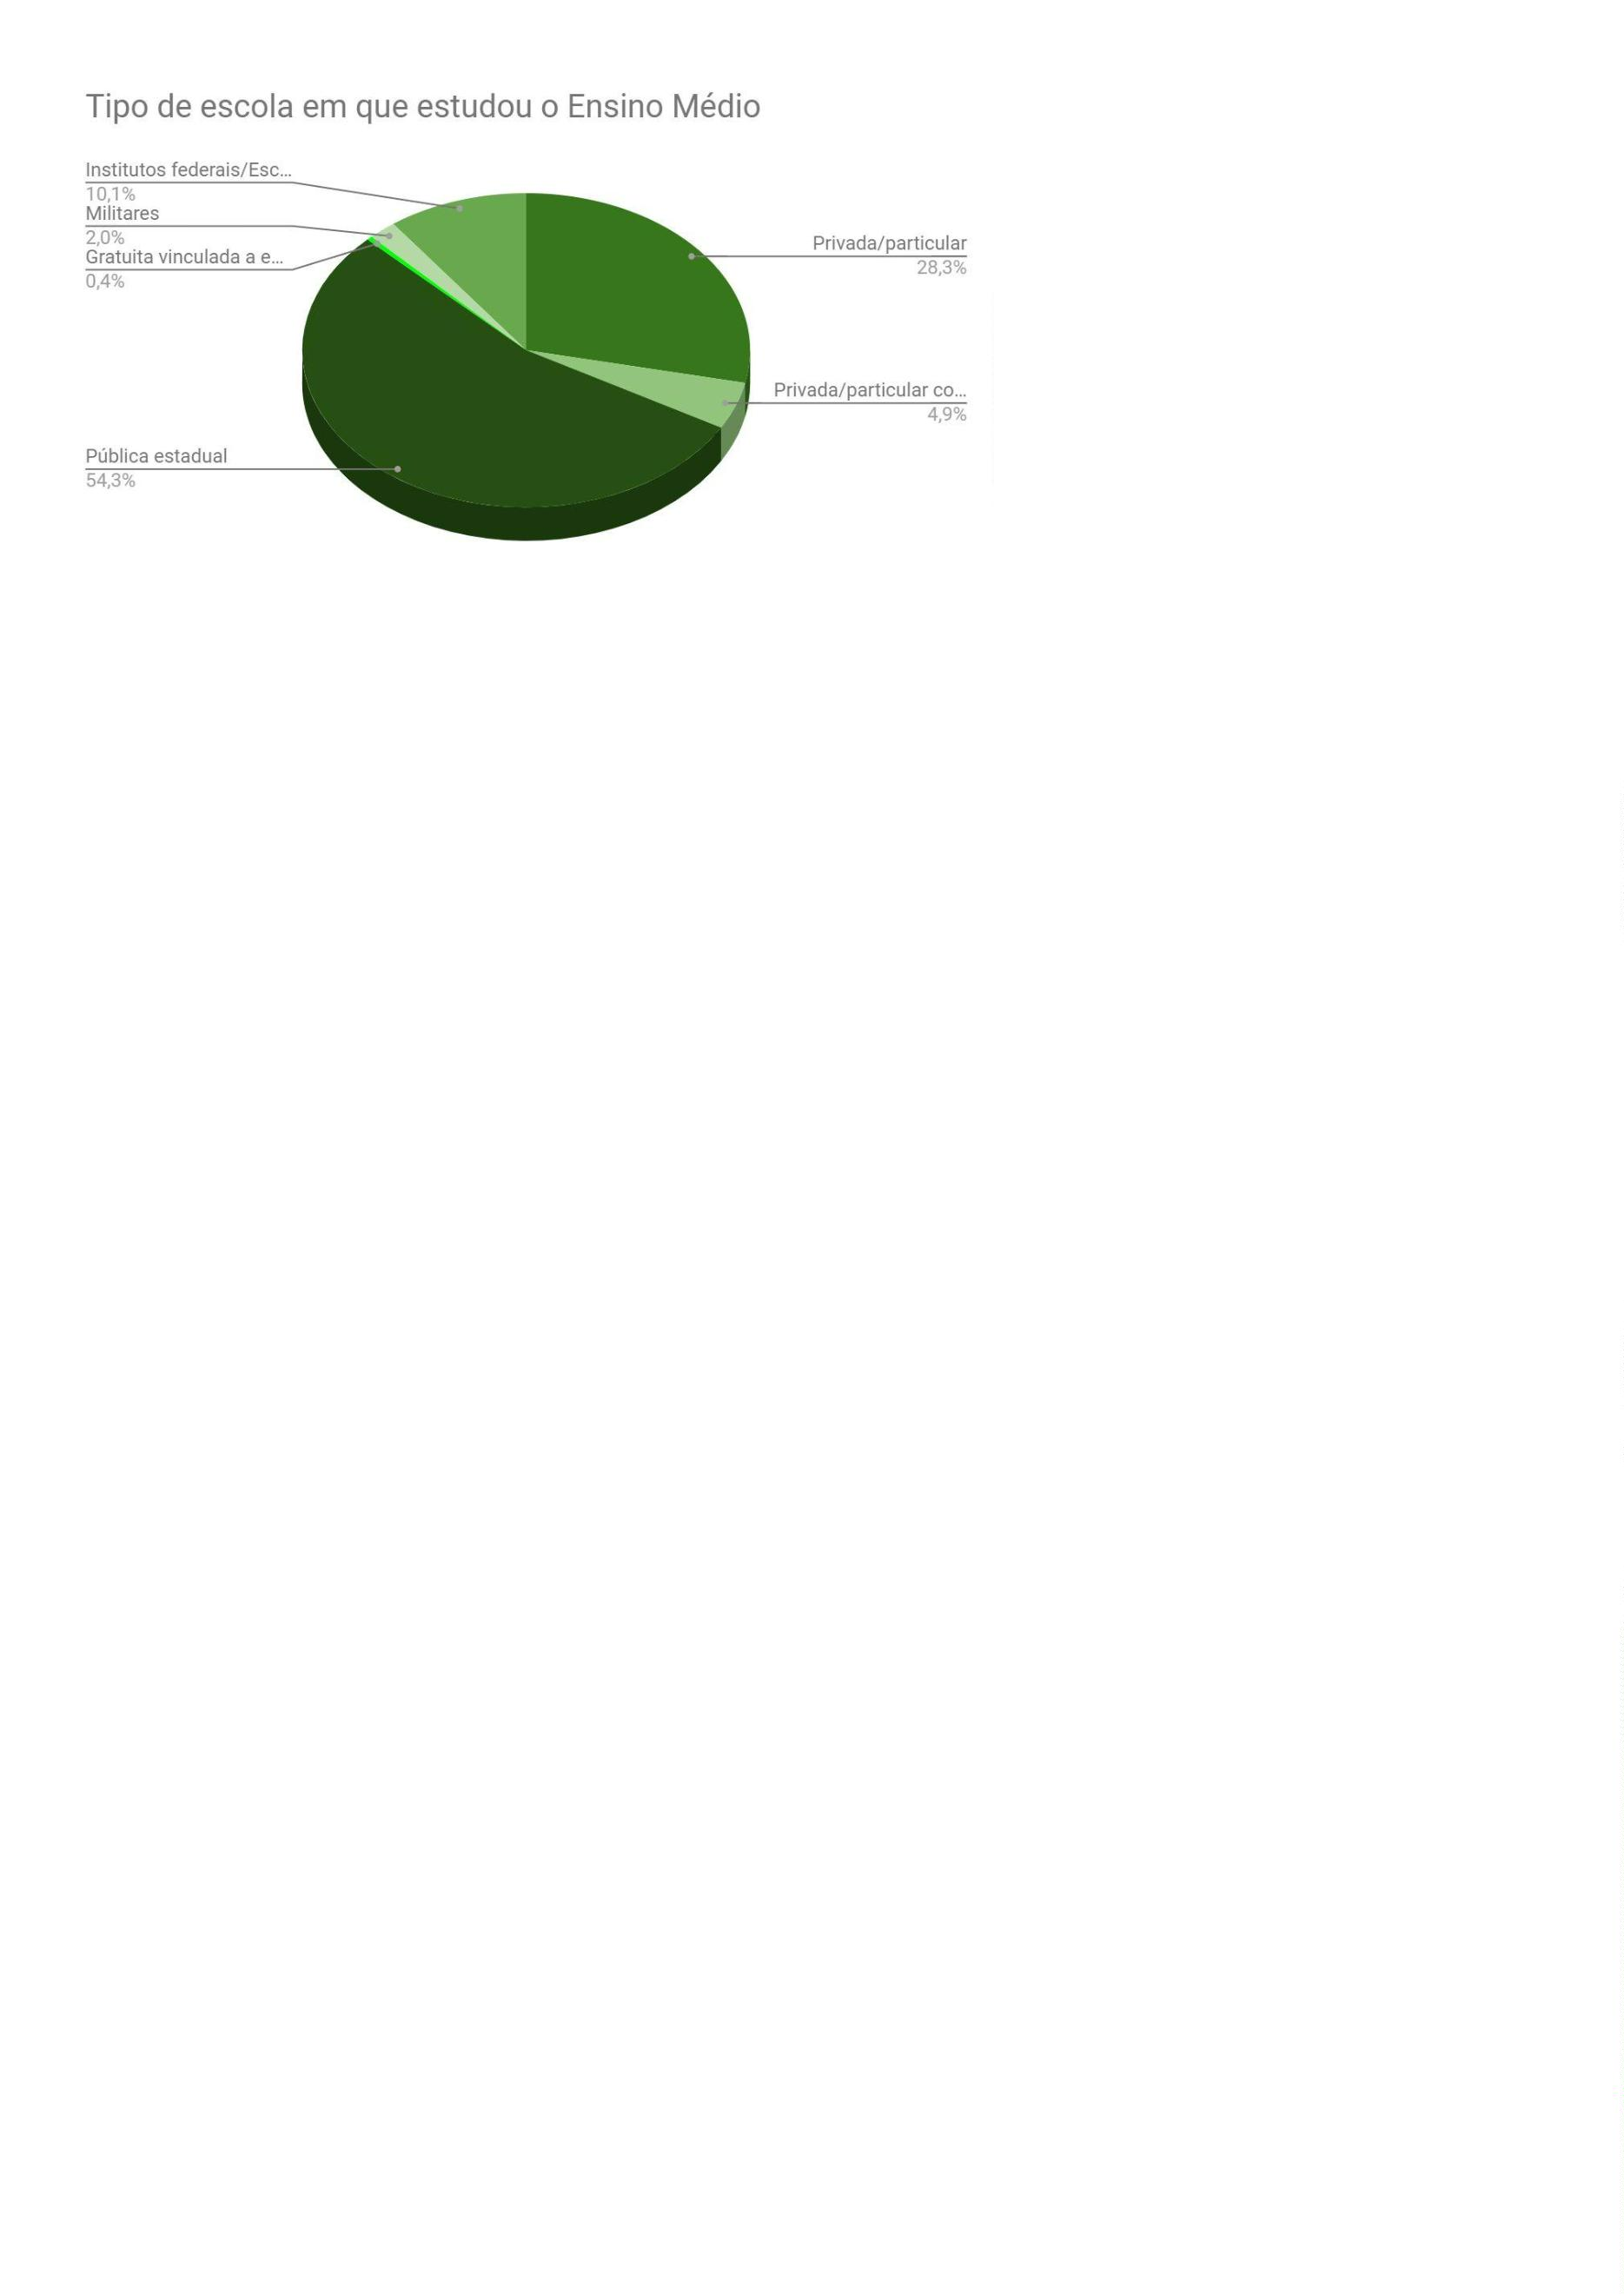 Tipo de escola em que estudou o Ensino Médio
Institutos federais/Esc...
10,1%
Militares
2,0%
Gratuita vinculada a e...
0,4%
Pública estadual
54,3%
Privada/particular
28,3%
Privada/particular co...
4,9%